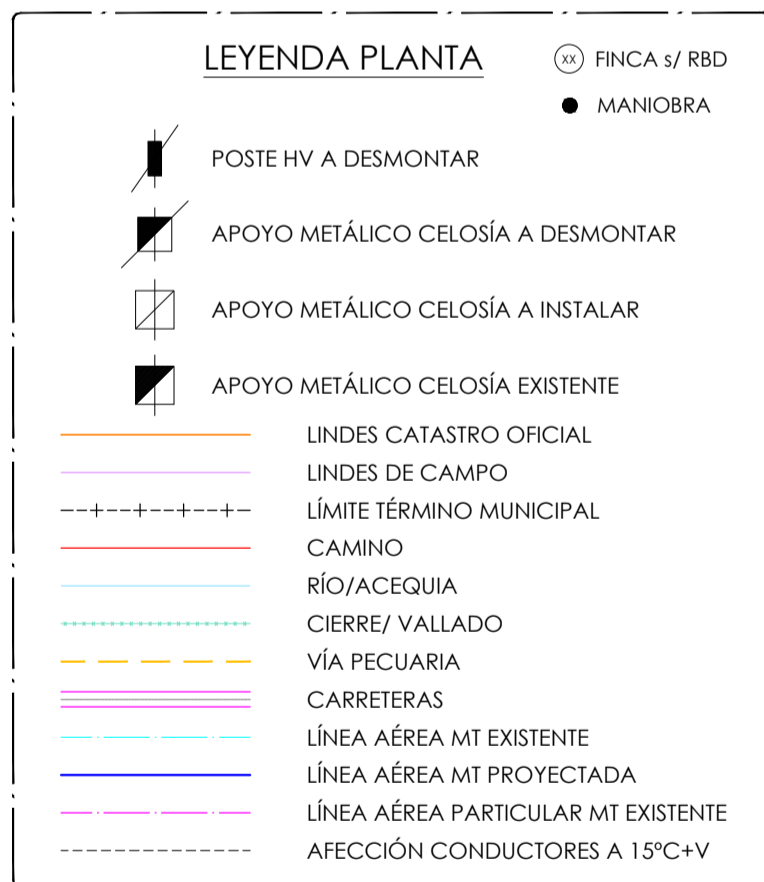 LEYENDA PLANTA
xx FINCA s/ RBD
MANIOBRA
POSTE HV A DESMONTAR
APOYO METÁLICO CELOSÍA A DESMONTAR
APOYO METÁLICO CELOSÍA A INSTALAR
APOYO METÁLICO CELOSÍA EXISTENTE
LINDES CATASTRO OFICIAL
LINDES DE CAMPO
LÍMITE TÉRMINO MUNICIPAL
CAMINO
RÍO/ACEQUIA
CIERRE/ VALLADO
VÍA PECUARIA
CARRETERAS
LÍNEA AÉREA MT EXISTENTE
LÍNEA AÉREA MT PROYECTADA
LÍNEA AÉREA PARTICULAR MT EXISTENTE
AFECCIÓN CONDUCTORES A 15ºC+V